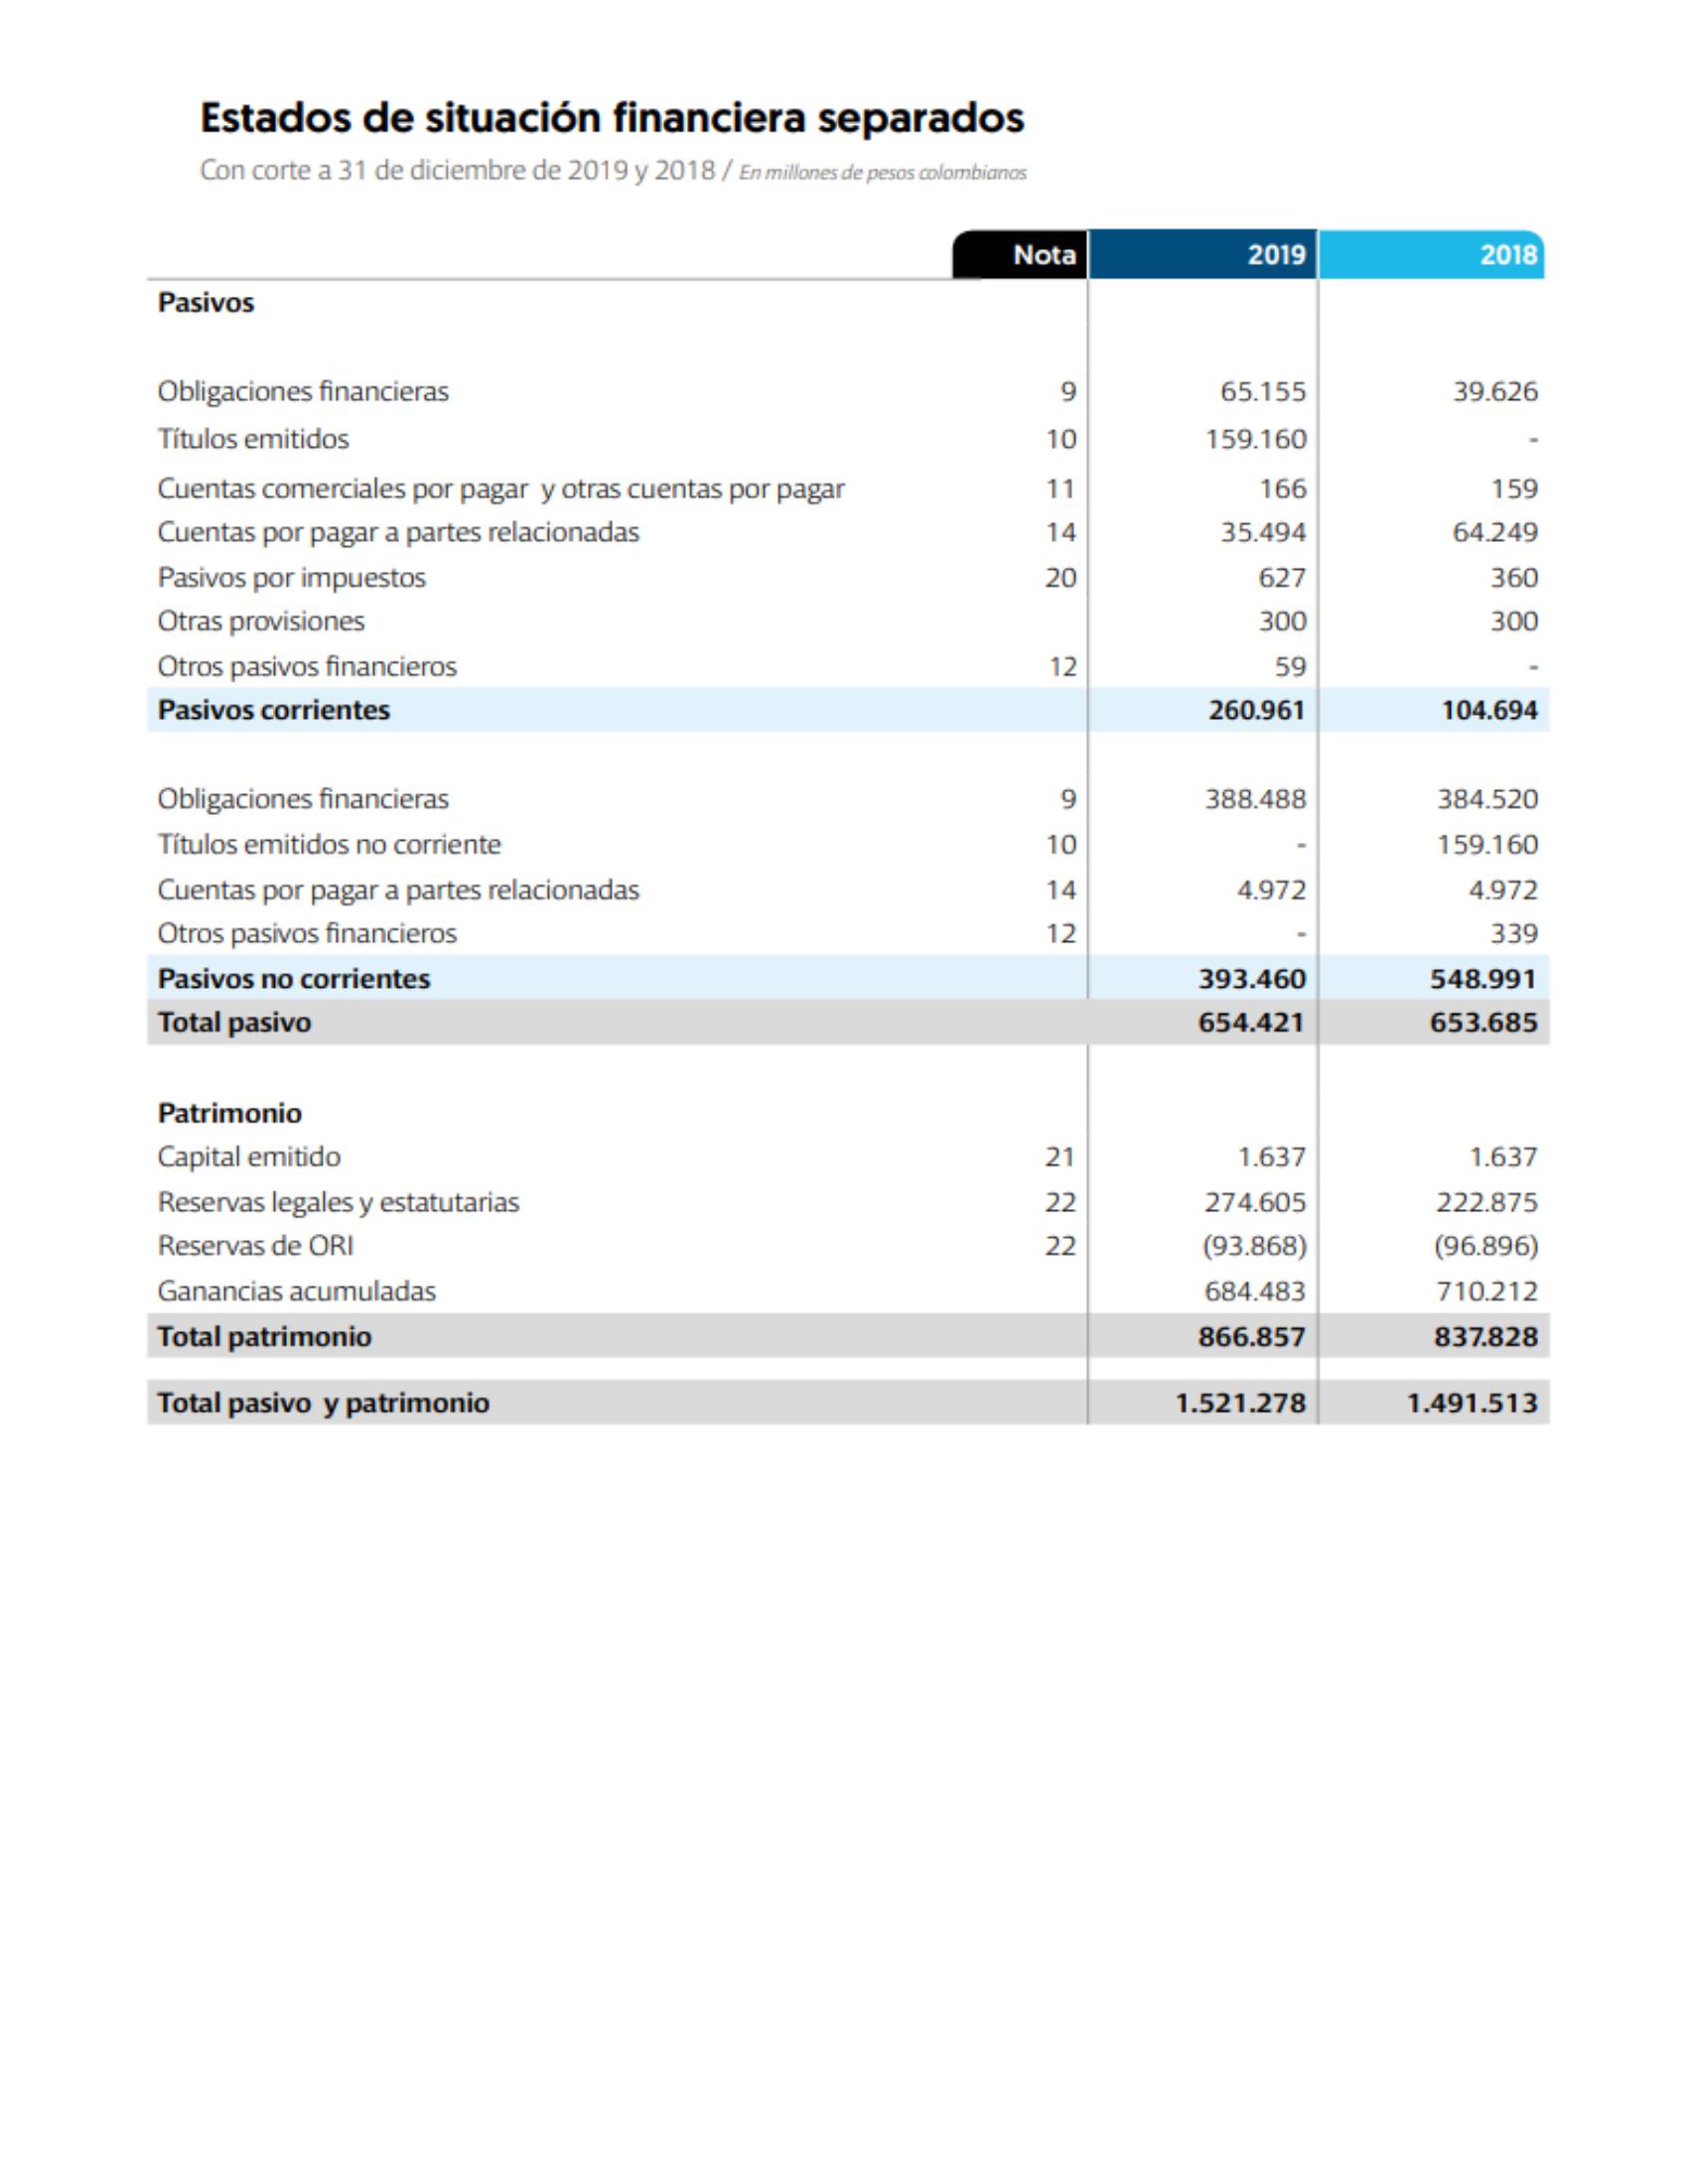 Estados de situación financiera separados
Con corte a 31 de diciembre de 2019 y 2018 / En millones de pesos colombianos
Nota 2019 2018
Pasivos
Obligaciones financieras 9 65.155 39.626
Títulos emitidos 10 159.160 -
Cuentas comerciales por pagar y otras cuentas por pagar 11 166 159
Cuentas por pagar a partes relacionadas 14 35.494 64.249
Pasivos por impuestos 20 627 360
Otras provisiones 300 300
Otros pasivos financieros 12 59 -
Pasivos corrientes 260.961 104.694
Obligaciones financieras 9 388.488 384.520
Títulos emitidos no corriente 10 - 159.160
Cuentas por pagar a partes relacionadas 14 4.972 4.972
Otros pasivos financieros 12 - 339
Pasivos no corrientes 393.460 548.991
Total pasivo 654.421 653.685
Patrimonio
Capital emitido 21 1.637 1.637
Reservas legales y estatutarias 22 274.605 222.875
Reservas de ORI 22 (93.868) (96.896)
Ganancias acumuladas 684.483 710.212
Total patrimonio 866.857 837.828
Total pasivo y patrimonio 1.521.278 1.491.513